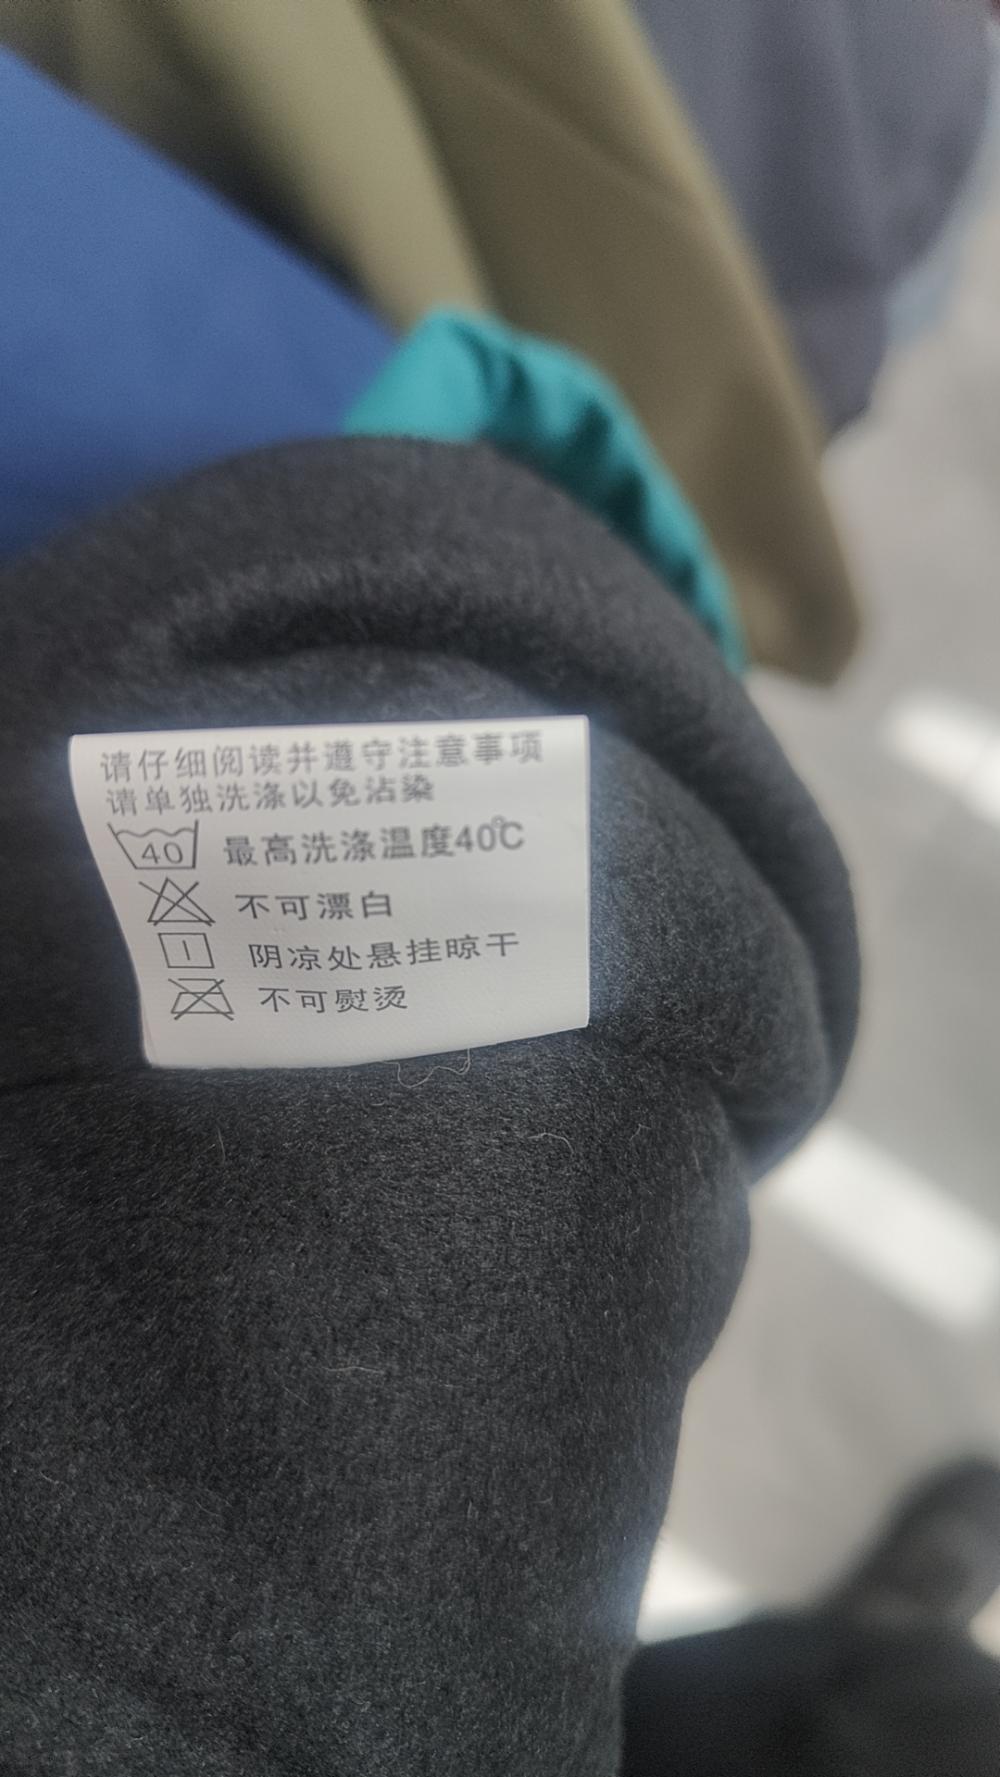 请仔细阅读并遵守注意事项
请单独洗涤以免沾染
40 最高洗涤温度40℃
不可漂白
阴凉处悬挂晾干
不可熨烫